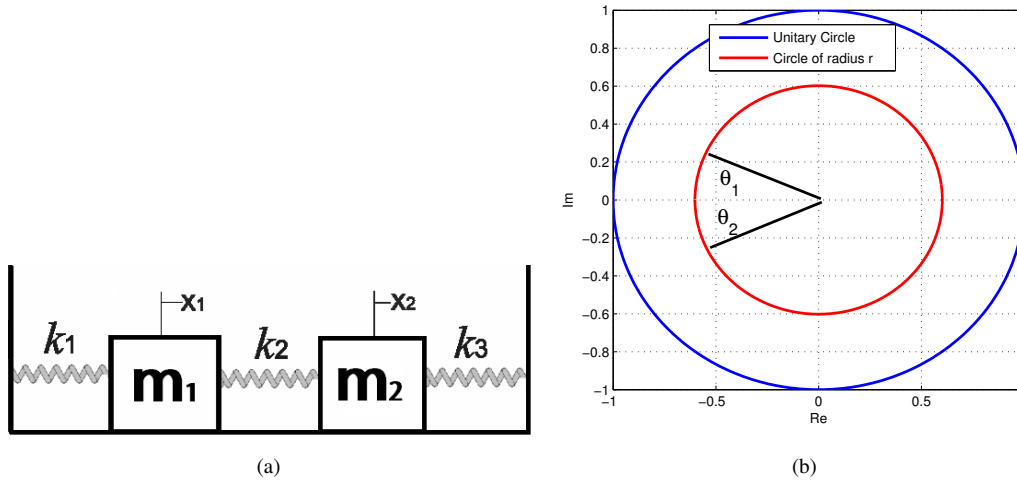 x1
x2
k1
k2
k3
m1
m2
(a)
Unitary Circle
Circle of radius r
1
0.8
0.6
0.4
0.2
0
−0.2
−0.4
−0.6
−0.8
−1
Im
θ1
θ2
−1
−0.5
0
0.5
Re
(b)